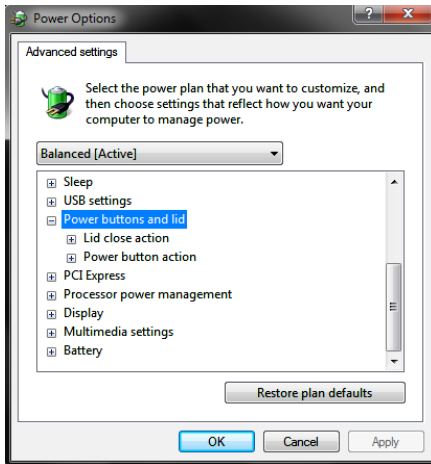 Power Options
Advanced settings
Select the power plan that you want to customize, and
then choose settings that reflect how you want your
computer to manage power.
Balanced [Active]
Sleep
USB settings
Power buttons and lid
Lid close action
Power button action
PCI Express
Processor power management
Display
Multimedia settings
Battery
Restore plan defaults
OK
Cancel
Apply